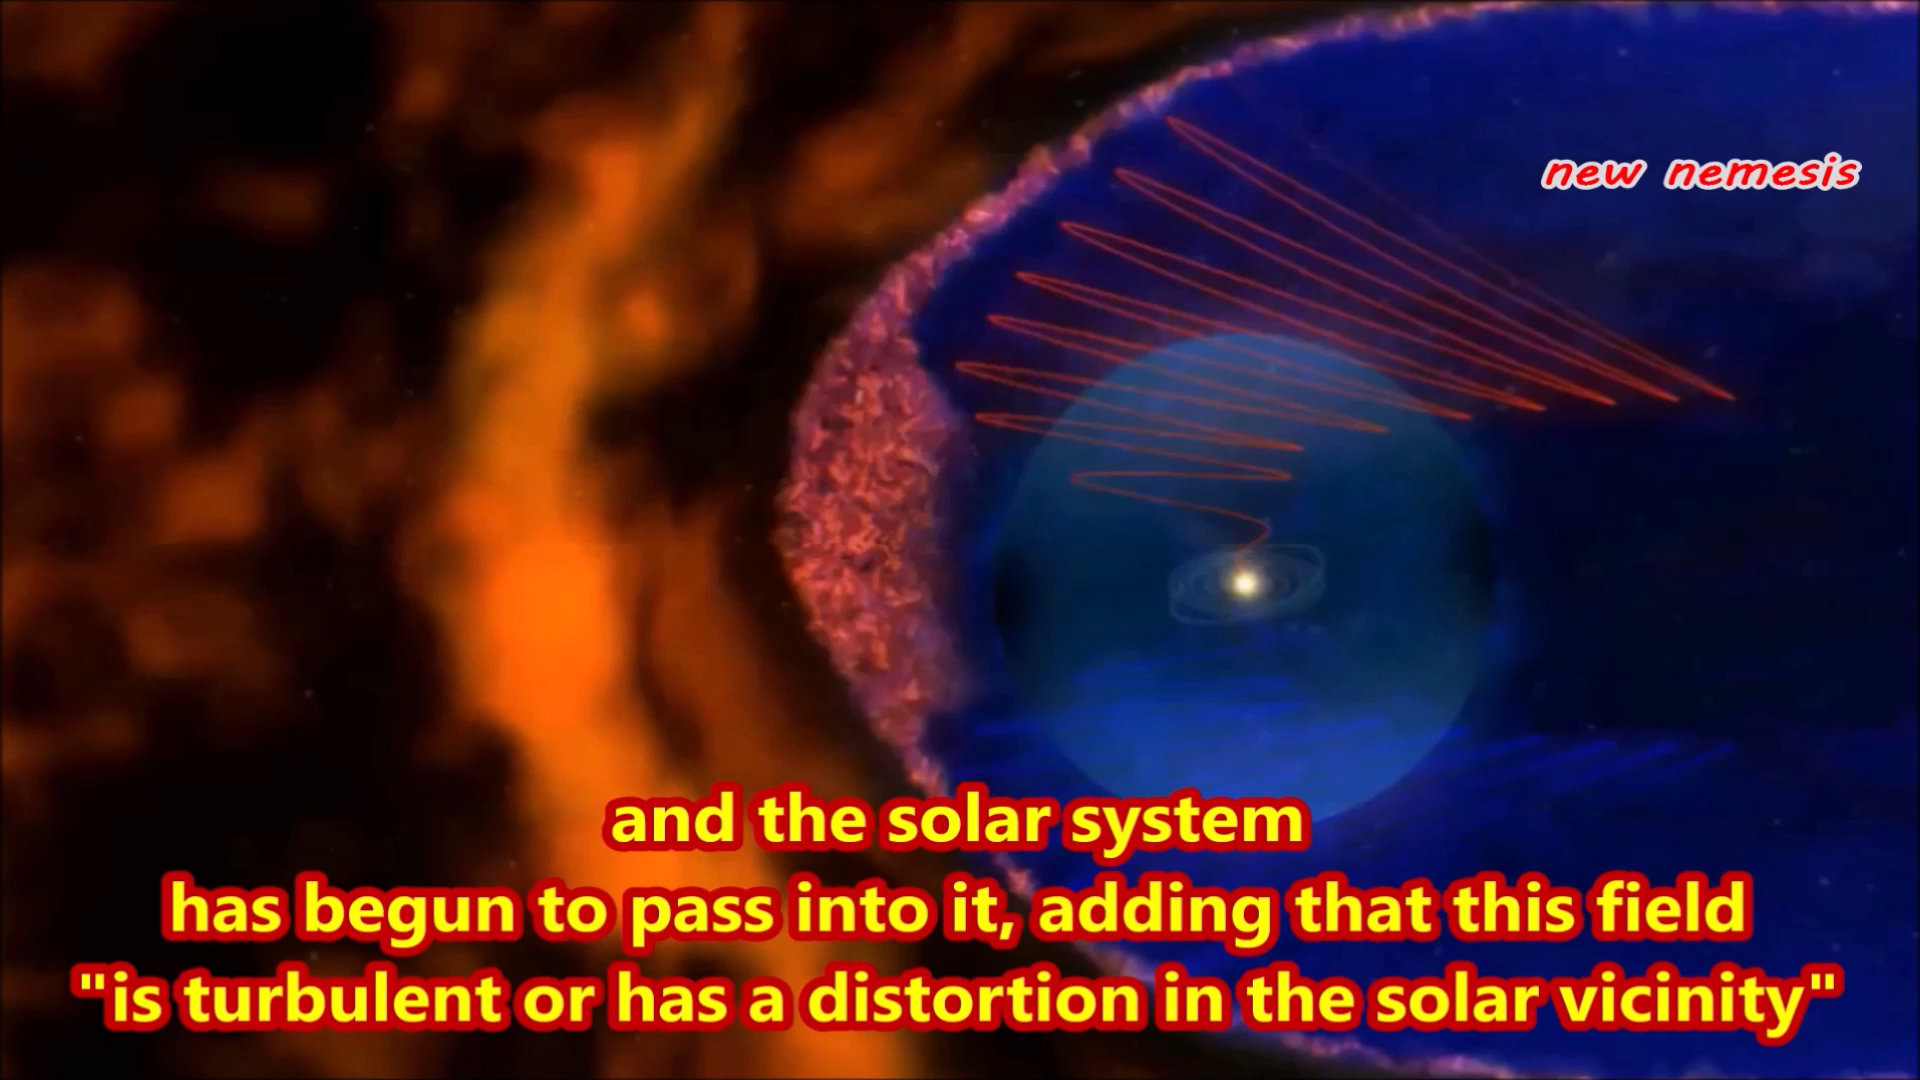 new nemesis
and the solar system
has begun to pass into it, adding that this field
"is turbulent or has a distortion in the solar vicinity"